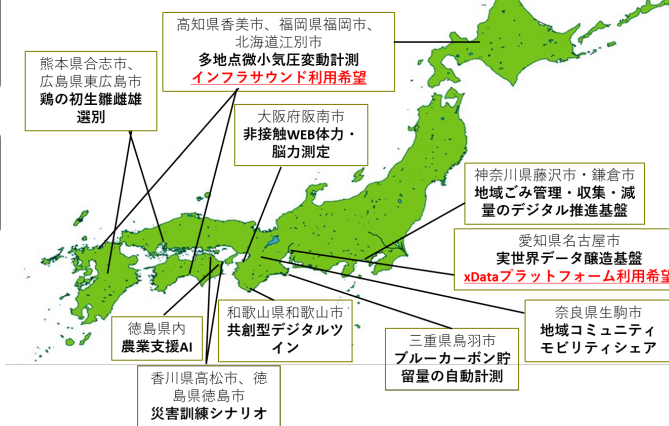 高知県香美市、福岡県福岡市、
北海道江別市
多地点微小気圧変動計測
インフラサウンド利用希望
熊本県合志市、
広島県東広島市
鶏の初生雛雌雄
選別
大阪府阪南市
非接触WEB体力・
脳力測定
神奈川県藤沢市・鎌倉市
地域ごみ管理・収集・減
量のデジタル推進基盤
愛知県名古屋市
実世界データ醸造基盤
xDataプラットフォーム利用希望
奈良県生駒市
地域コミュニティ
モビリティシェア
和歌山県和歌山市
共創型デジタルツ
イン
徳島県内
農業支援AI
三重県鳥羽市
ブルーカーボン貯
留量の自動計測
香川県高松市、徳
島県徳島市
災害訓練シナリオ